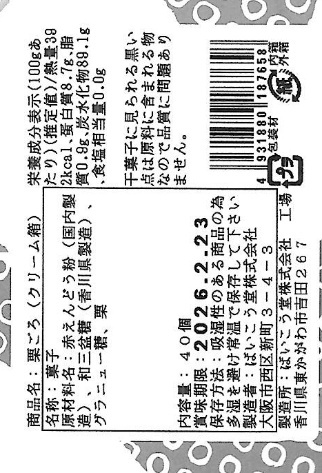 商品名：栗ごろ（クリーム箱）
名称：菓子
原材料名：赤えんどう粉（国内製
造）、和三盆糖（香川県製造）、
グラニュー糖、栗
内容量：４０個
賞味期限：2026.2.23
保存方法：吸湿性のある商品の為
多湿を避け常温で保存して下さい
製造者：ばいこう堂株式会社
大阪市西区新町３−４−３
製造所：ばいこう堂株式会社　工場
香川県東かがわ市吉田２６７
栄養成分表示(100gあ
たり)(推定値)/熱量39
2kcal、蛋白質8.7g、脂
質0.9g、炭水化物89.1g
、食塩相当量0.0g
干菓子に見られる黒い
点は原料に含まれる物
なので品質に問題あり
ません。
4 931880 187658
プラ
包装材
紙
内箱
外箱